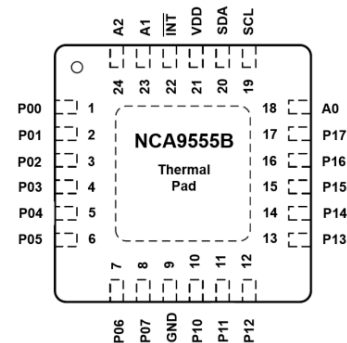 A2 A1 INT VDD SDA SCL
24 23 22 21 20 19
P00 1 18 A0
P01 2 NCA9555B 17 P17
P02 3 Thermal 16 P16
P03 4 Pad 15 P15
P04 5 14 P14
P05 6 13 P13
7 8 9 10 11 12
P06 P07 GND P10 P11 P12